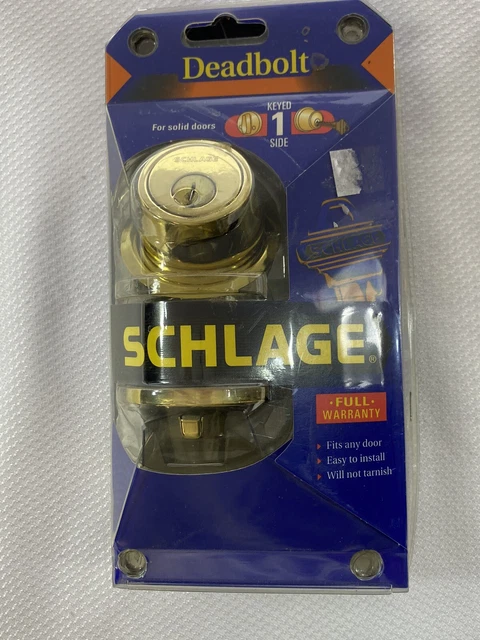 Deadbolt
For solid doors
KEYED
1
SIDE
SCHLAGE
Schlage
SCHLAGE®
·FULL·
WARRANTY
Fits any door
Easy to install
Will not tarnish